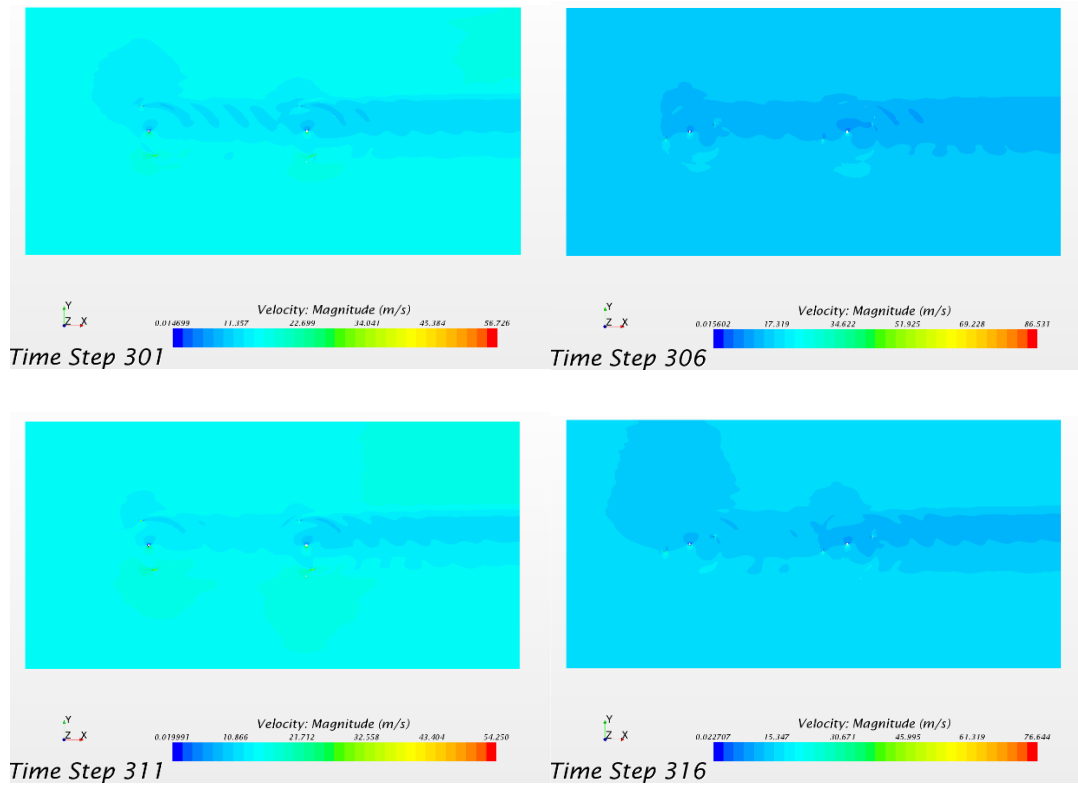 Y
Z X
Velocity: Magnitude (m/s)
0.014699 11.357 22.699 34.041 45.384 56.726
Time Step 301
Y
Z X
Velocity: Magnitude (m/s)
0.015602 17.319 34.622 51.925 69.228 86.531
Time Step 306
Y
Z X
Velocity: Magnitude (m/s)
0.019991 10.866 21.712 32.558 43.404 54.250
Time Step 311
Y
Z X
Velocity: Magnitude (m/s)
0.022707 15.347 30.671 45.995 61.319 76.644
Time Step 316